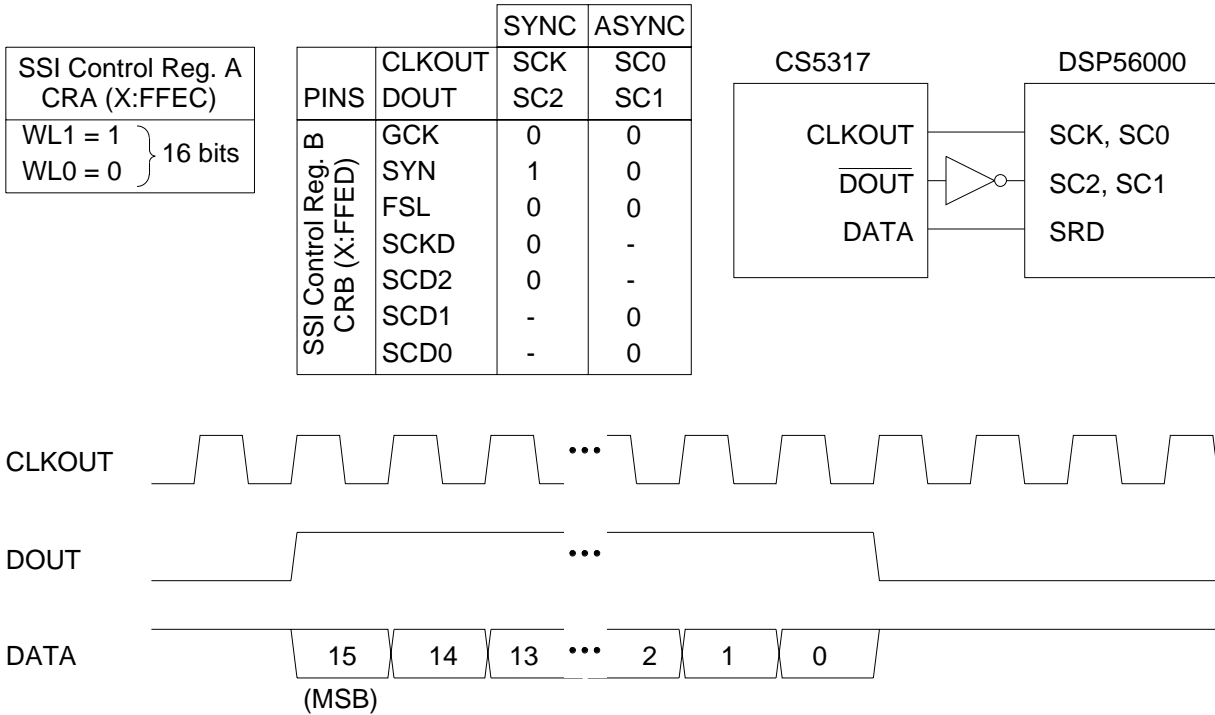 SSI Control Reg. A
CRA (X:FFEC)
WL1 = 1
WL0 = 0
16 bits
SYNC ASYNC
PINS CLKOUT SCK SC0
DOUT SC2 SC1
SSI Control Reg. B
CRB (X:FFED)
GCK 0 0
SYN 1 0
FSL 0 0
SCKD 0 -
SCD2 0 -
SCD1 - 0
SCD0 - 0
CS5317 DSP56000
CLKOUT SCK, SC0
DOUT SC2, SC1
DATA SRD
CLKOUT •••
DOUT •••
DATA 15 14 13 ••• 2 1 0
(MSB)